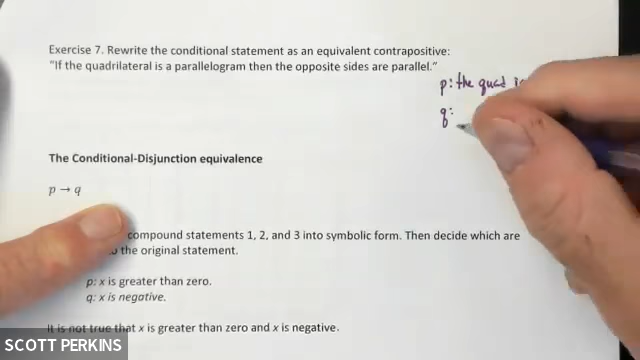 Exercise 7. Rewrite the conditional statement as an equivalent contrapositive:
"If the quadrilateral is a parallelogram then the opposite sides are parallel."
p: the quad is
q:
The Conditional-Disjunction equivalence
p → q
compound statements 1, 2, and 3 into symbolic form. Then decide which are
the original statement.
p: x is greater than zero.
q: x is negative.
It is not true that x is greater than zero and x is negative.
SCOTT PERKINS